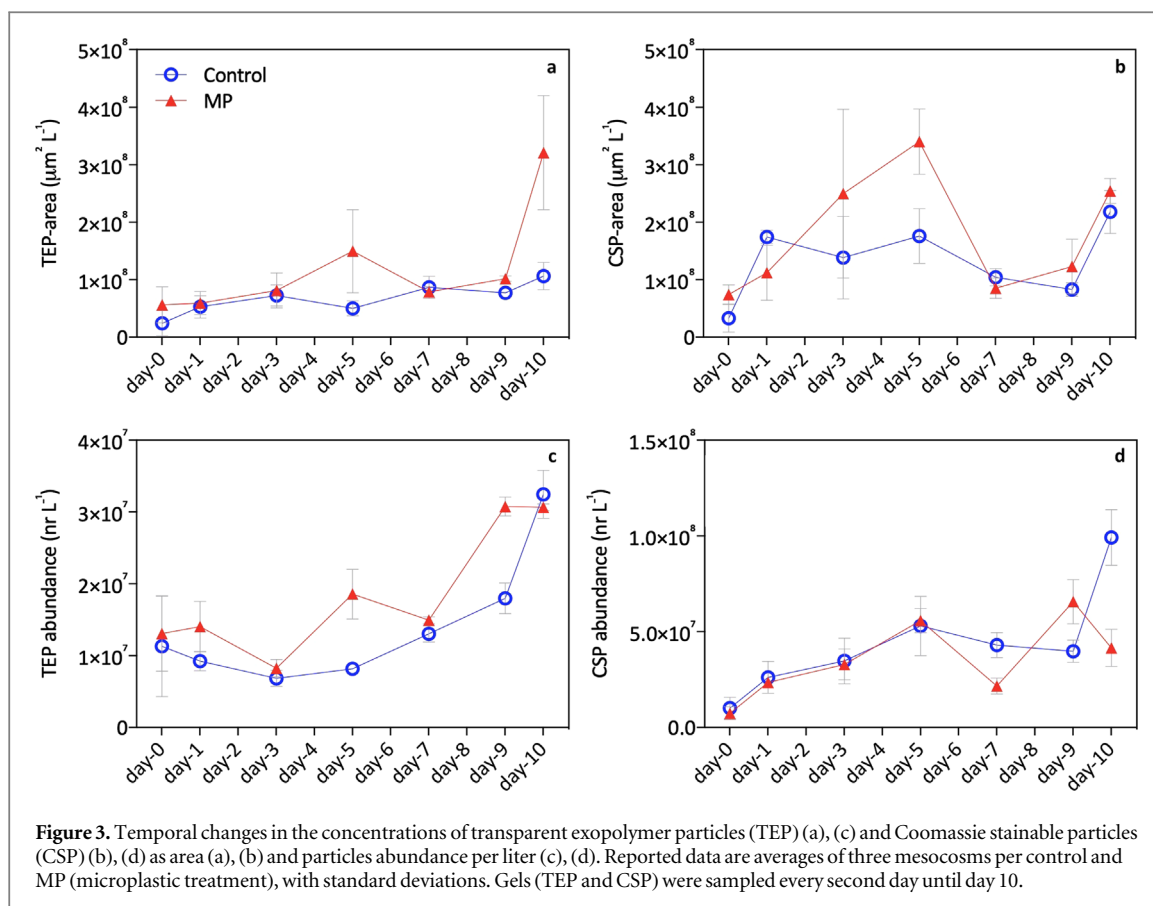 5×10⁸
4×10⁸
3×10⁸
2×10⁸
1×10⁸
0
TEP-area (μm² L⁻¹)
Control
MP
a
day-0
day-1
day-2
day-3
day-4
day-5
day-6
day-7
day-8
day-9
day-10
5×10⁸
4×10⁸
3×10⁸
2×10⁸
1×10⁸
0
CSP-area (μm² L⁻¹)
b
day-0
day-1
day-2
day-3
day-4
day-5
day-6
day-7
day-8
day-9
day-10
4×10⁷
3×10⁷
2×10⁷
1×10⁷
0
TEP abundance (nr L⁻¹)
c
day-0
day-1
day-2
day-3
day-4
day-5
day-6
day-7
day-8
day-9
day-10
1.5×10⁸
1.0×10⁸
5.0×10⁷
0.0
CSP abundance (nr L⁻¹)
d
day-0
day-1
day-2
day-3
day-4
day-5
day-6
day-7
day-8
day-9
day-10
Figure 3. Temporal changes in the concentrations of transparent exopolymer particles (TEP) (a), (c) and Coomassie stainable particles
(CSP) (b), (d) as area (a), (b) and particles abundance per liter (c), (d). Reported data are averages of three mesocosms per control and
MP (microplastic treatment), with standard deviations. Gels (TEP and CSP) were sampled every second day until day 10.